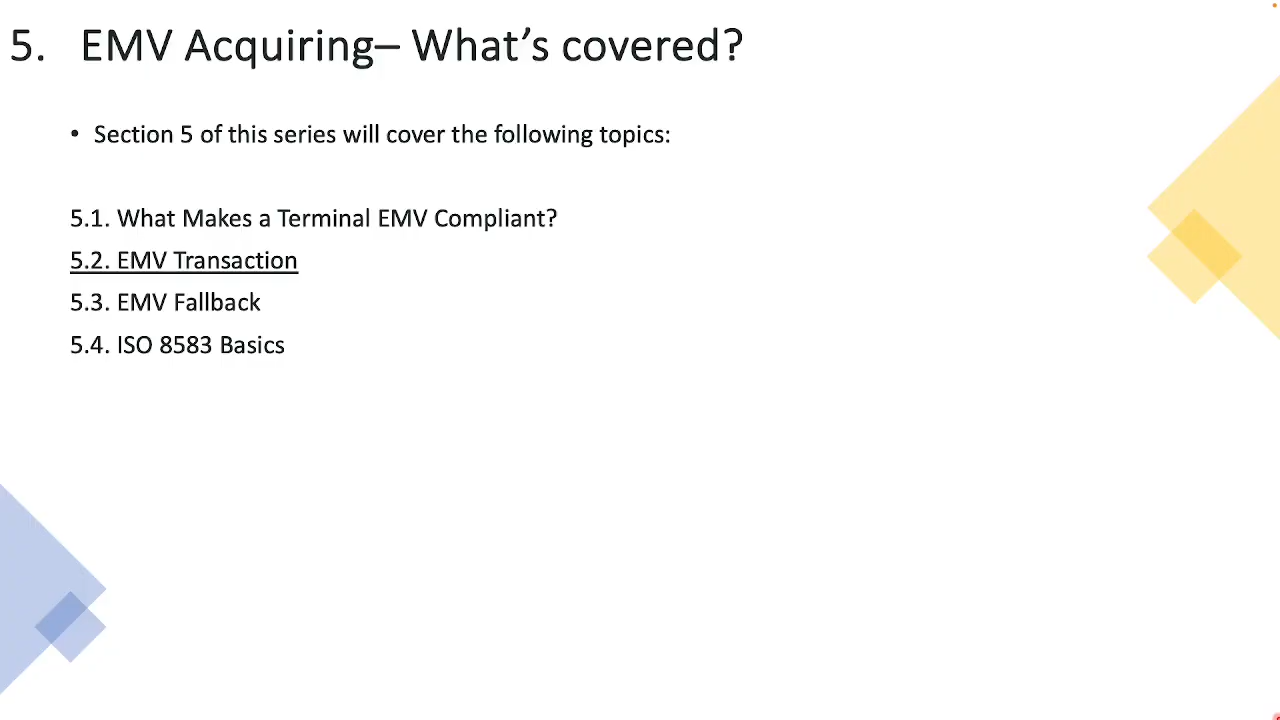 5. EMV Acquiring– What’s covered?
• Section 5 of this series will cover the following topics:
5.1. What Makes a Terminal EMV Compliant?
5.2. EMV Transaction
5.3. EMV Fallback
5.4. ISO 8583 Basics